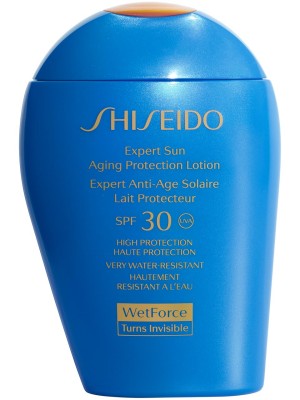 SHISEIDO
Expert Sun
Aging Protection Lotion
Expert Anti-Age Solaire
Lait Protecteur
SPF 30 UVA
HIGH PROTECTION
HAUTE PROTECTION
VERY WATER-RESISTANT
HAUTEMENT
RESISTANT A L'EAU
WetForce
Turns Invisible